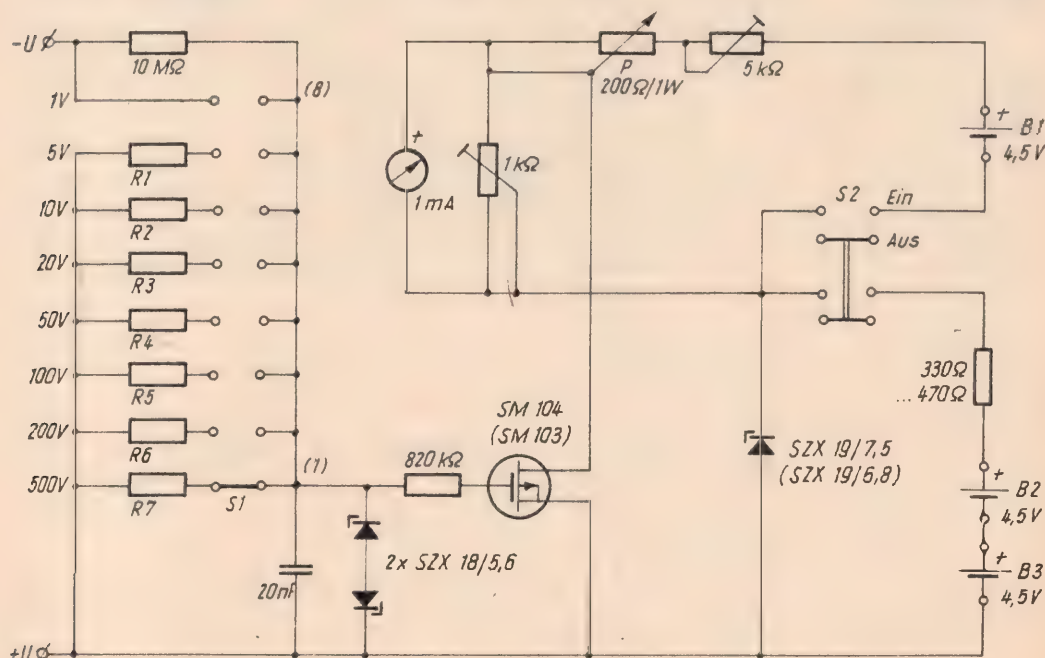 -U
10 MΩ
1V
(8)
5V
R1
10V
R2
20V
R3
50V
R4
100V
R5
200V
R6
500V
R7
S1
(1)
20nF
+U
2x SZX 18/5,6
820 kΩ
SM 104
(SM 103)
+
1mA
1 kΩ
P
200Ω/1W
5 kΩ
+
B1
4,5V
S2
Ein
Aus
330Ω
...470Ω
SZX 19/7,5
(SZX 19/6,8)
+
B2
4,5V
+
B3
4,5V